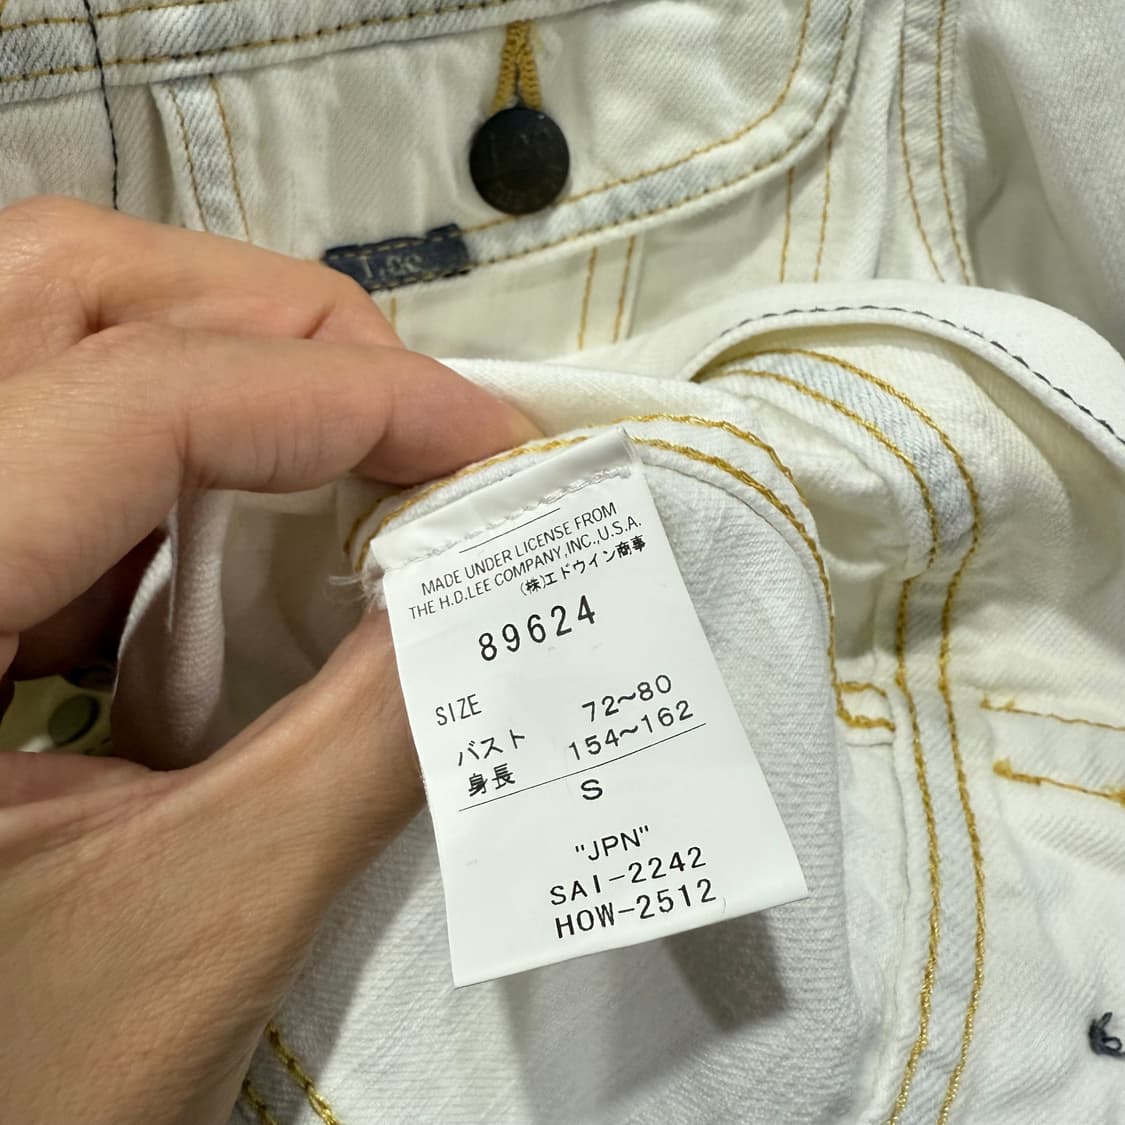 Lee
MADE UNDER LICENSE FROM
THE H.D.LEE COMPANY,INC.,U.S.A.
(株)エドウイン商事
89624
SIZE
バスト 72~80
身長 154~162
S
"JPN"
SAI-2242
HOW-2512